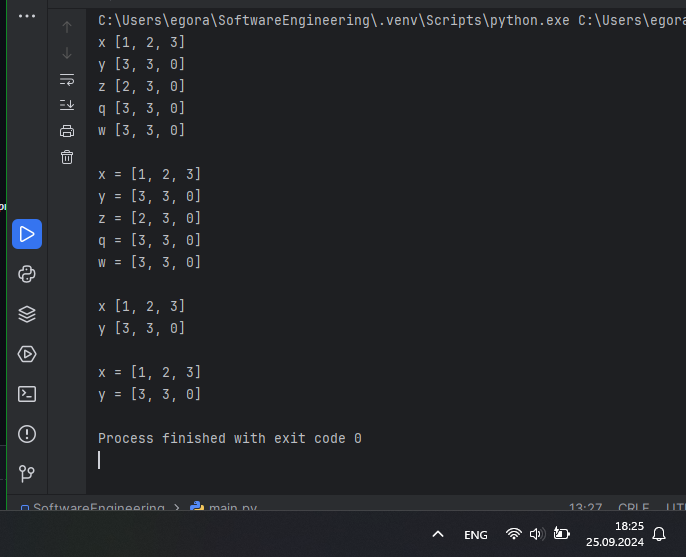 C:\Users\egora\SoftwareEngineering\.venv\Scripts\python.exe C:\Users\egora
x [1, 2, 3]
y [3, 3, 0]
z [2, 3, 0]
q [3, 3, 0]
w [3, 3, 0]
x = [1, 2, 3]
y = [3, 3, 0]
z = [2, 3, 0]
q = [3, 3, 0]
w = [3, 3, 0]
x [1, 2, 3]
y [3, 3, 0]
x = [1, 2, 3]
y = [3, 3, 0]
Process finished with exit code 0
SoftwareEngineering > main.py 13:27 CRLF UTF
ENG 18:25
25.09.2024